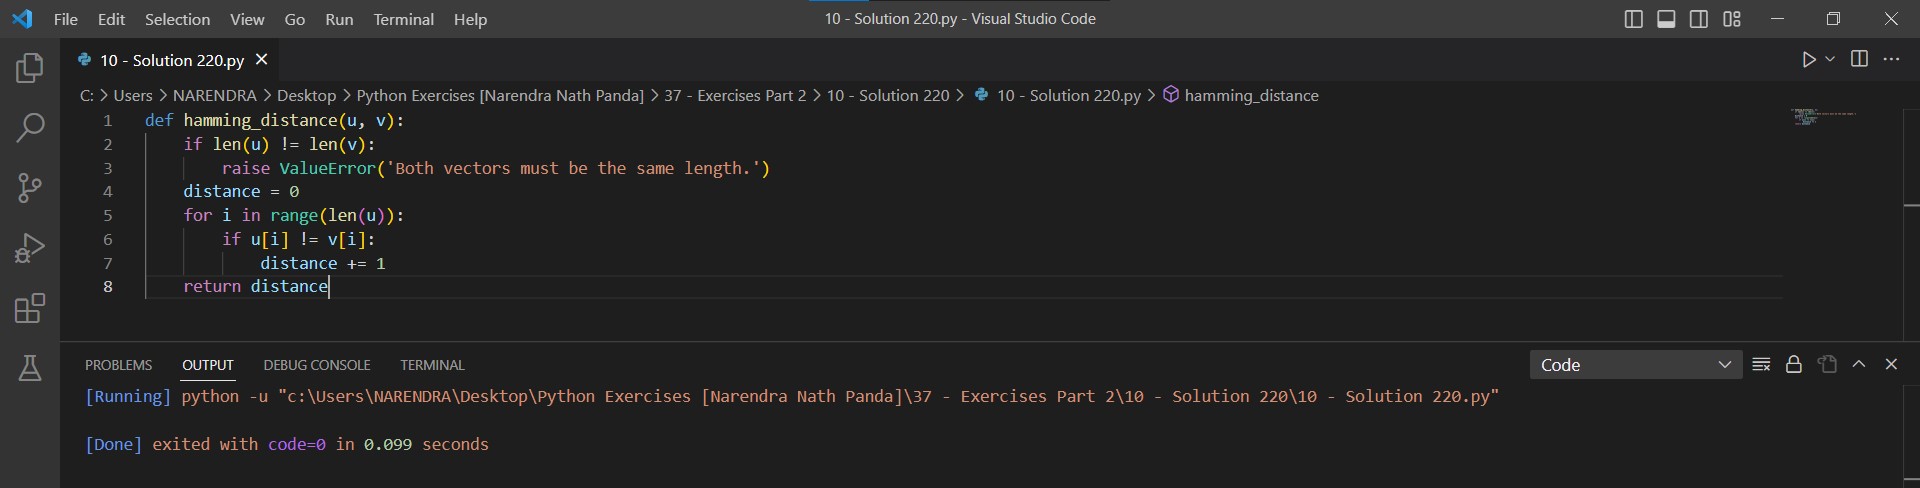 File Edit Selection View Go Run Terminal Help 10 - Solution 220.py - Visual Studio Code
10 - Solution 220.py
C: > Users > NARENDRA > Desktop > Python Exercises [Narendra Nath Panda] > 37 - Exercises Part 2 > 10 - Solution 220 > 10 - Solution 220.py > hamming_distance
1 def hamming_distance(u, v):
2 if len(u) != len(v):
3 raise ValueError('Both vectors must be the same length.')
4 distance = 0
5 for i in range(len(u)):
6 if u[i] != v[i]:
7 distance += 1
8 return distance
PROBLEMS OUTPUT DEBUG CONSOLE TERMINAL Code
[Running] python -u "c:\Users\NARENDRA\Desktop\Python Exercises [Narendra Nath Panda]\37 - Exercises Part 2\10 - Solution 220\10 - Solution 220.py"
[Done] exited with code=0 in 0.099 seconds